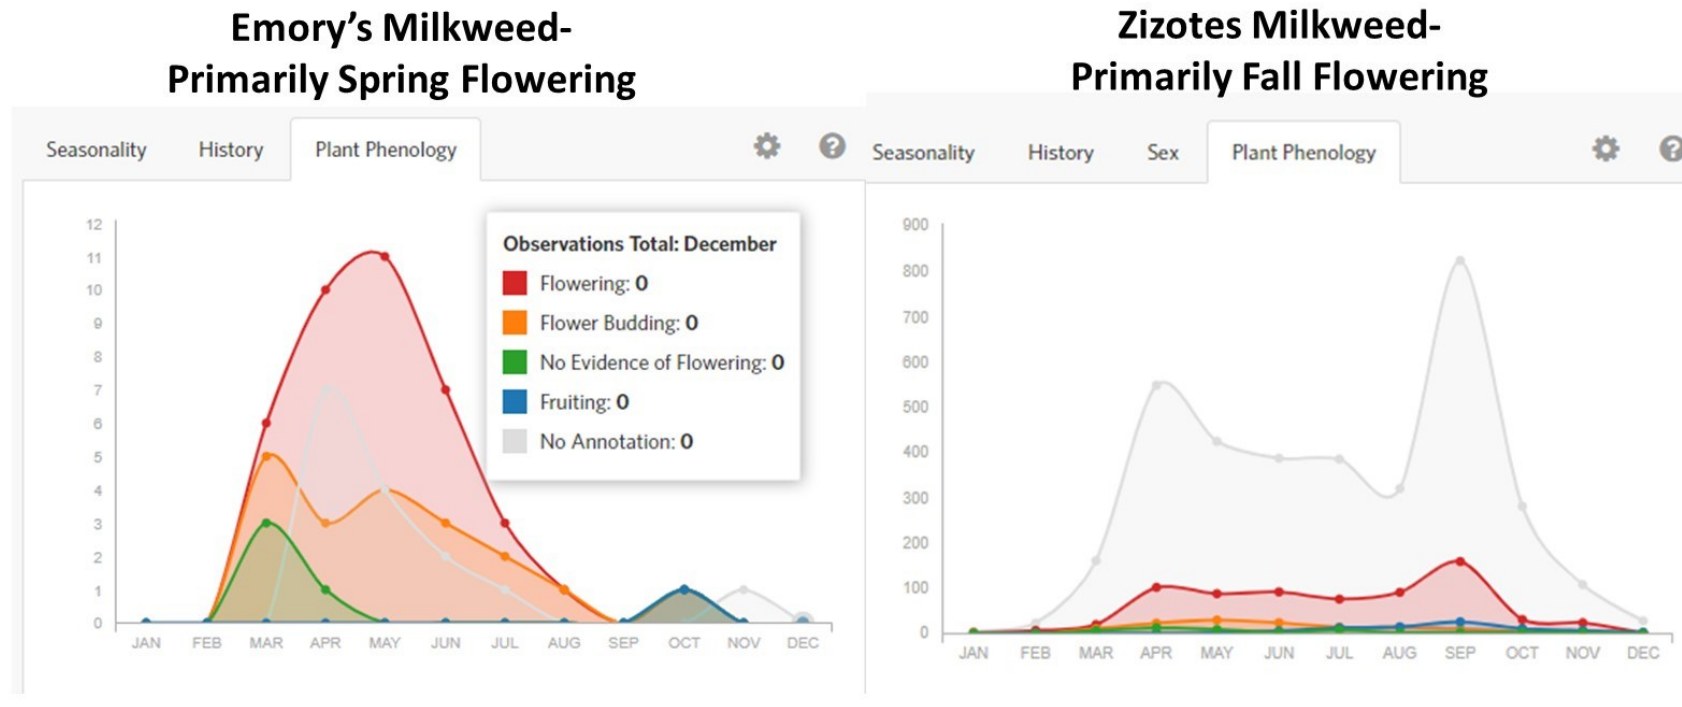 Emory’s Milkweed-
Primarily Spring Flowering
Seasonality History Plant Phenology
12
11
10
9
8
7
6
5
4
3
2
1
0
JAN FEB MAR APR MAY JUN JUL AUG SEP OCT NOV DEC
Observations Total: December
Flowering: 0
Flower Budding: 0
No Evidence of Flowering: 0
Fruiting: 0
No Annotation: 0
Zizotes Milkweed-
Primarily Fall Flowering
Seasonality History Sex Plant Phenology
900
800
700
600
500
400
300
200
100
0
JAN FEB MAR APR MAY JUN JUL AUG SEP OCT NOV DEC